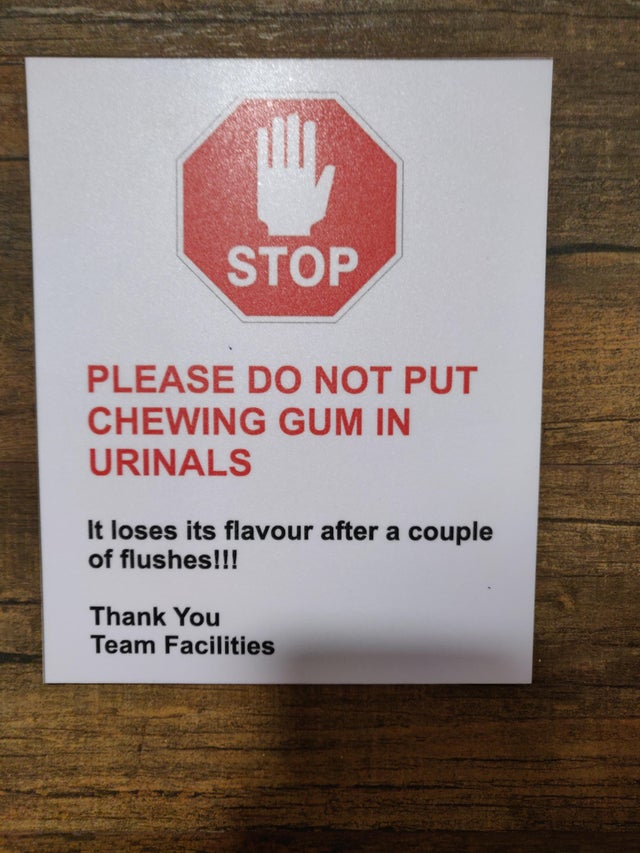 STOP
PLEASE DO NOT PUT
CHEWING GUM IN
URINALS
It loses its flavour after a couple
of flushes!!!
Thank You
Team Facilities